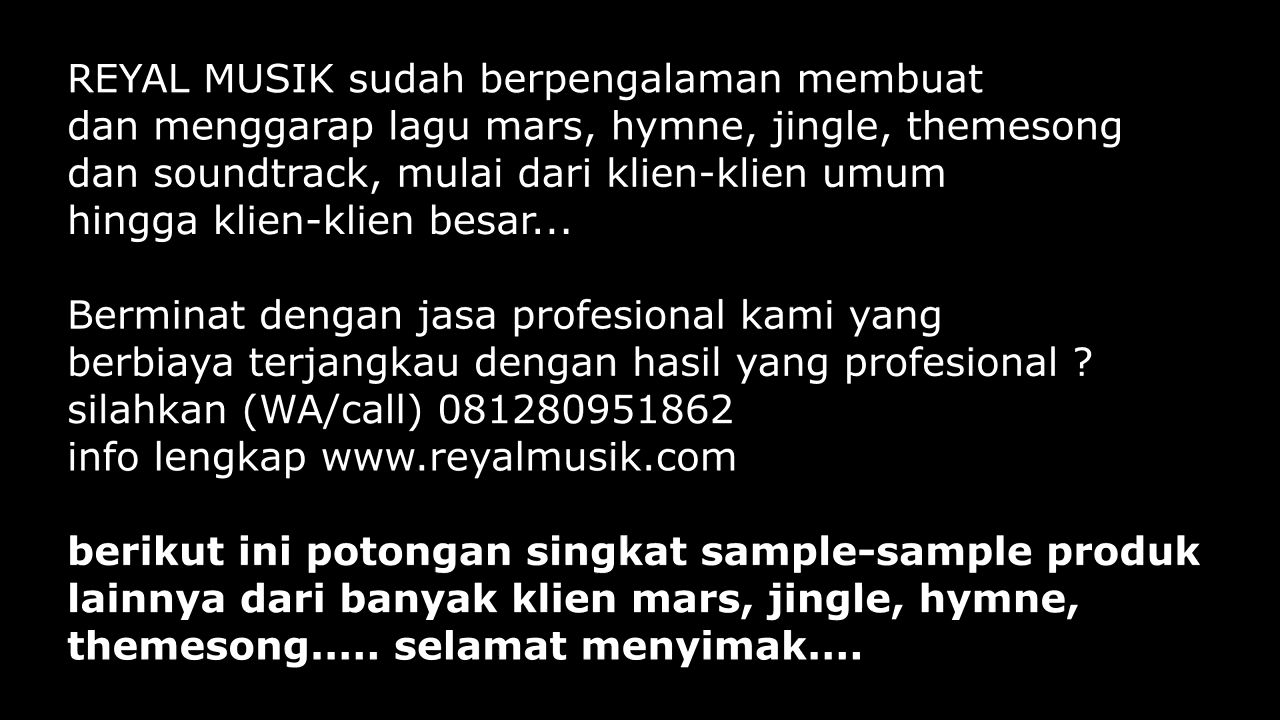 REYAL MUSIK sudah berpengalaman membuat
dan menggarap lagu mars, hymne, jingle, themesong
dan soundtrack, mulai dari klien-klien umum
hingga klien-klien besar...
Berminat dengan jasa profesional kami yang
berbiaya terjangkau dengan hasil yang profesional ?
silahkan (WA/call) 081280951862
info lengkap www.reyalmusik.com
berikut ini potongan singkat sample-sample produk
lainnya dari banyak klien mars, jingle, hymne,
themesong..... selamat menyimak....